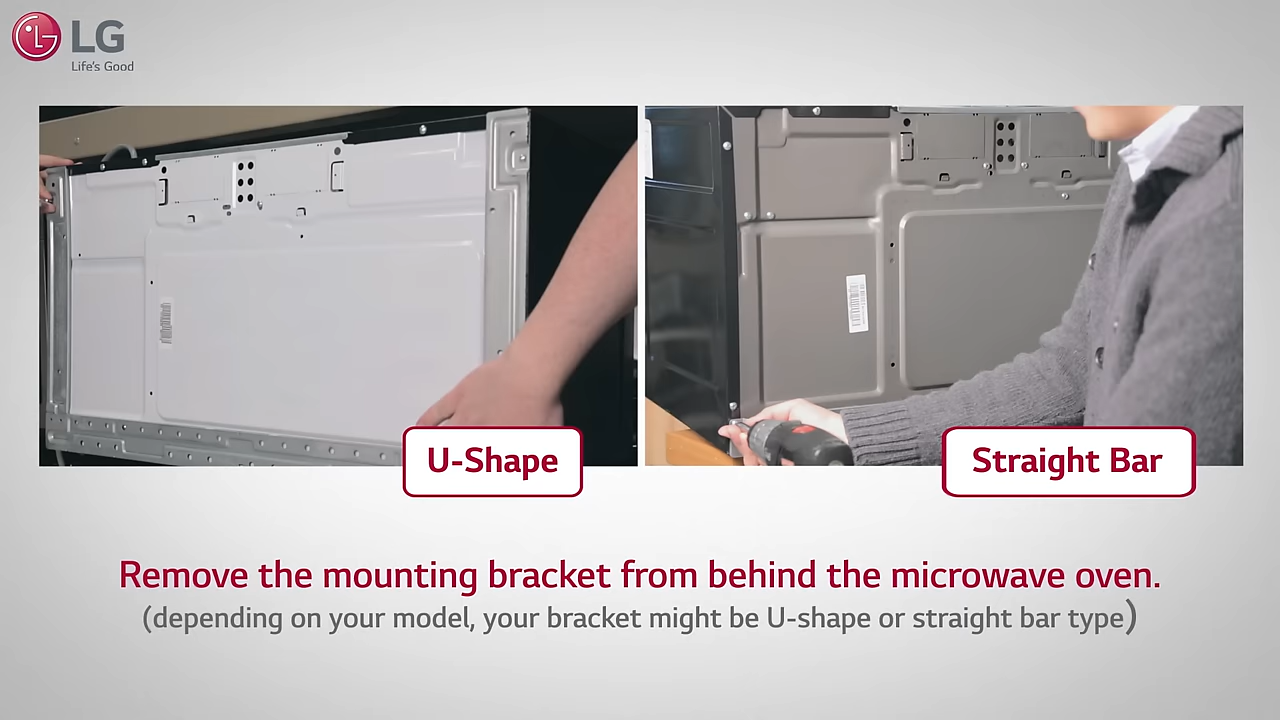 LG
Life's Good
U-Shape
Straight Bar
Remove the mounting bracket from behind the microwave oven.
(depending on your model, your bracket might be U-shape or straight bar type)